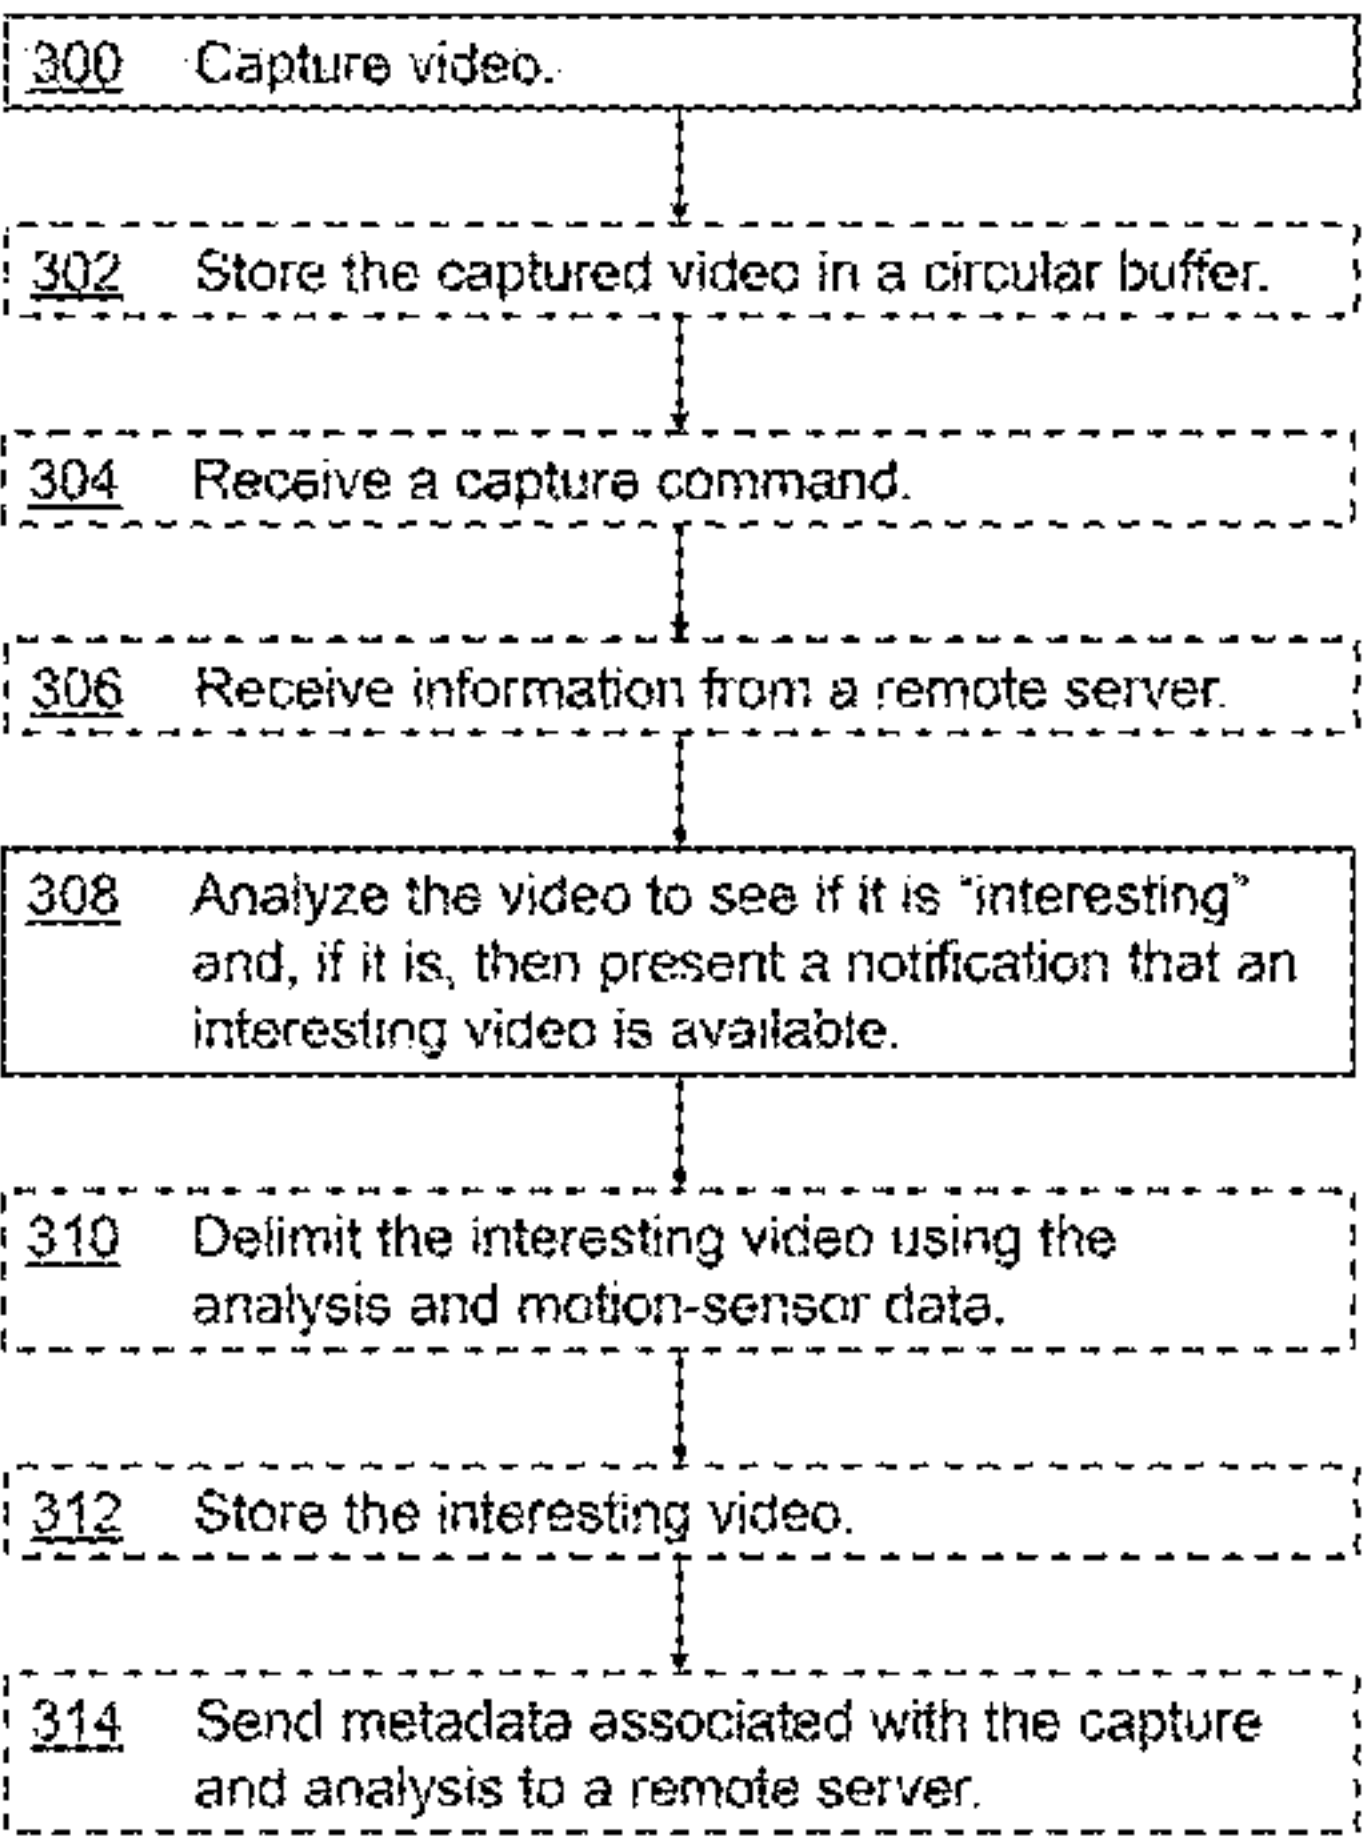 300 Capture video.
302 Store the captured video in a circular buffer.
304 Receive a capture command.
306 Receive information from a remote server.
308 Analyze the video to see if it is "interesting"
and, if it is, then present a notification that an
interesting video is available.
310 Delimit the interesting video using the
analysis and motion-sensor data.
312 Store the interesting video.
314 Send metadata associated with the capture
and analysis to a remote server.